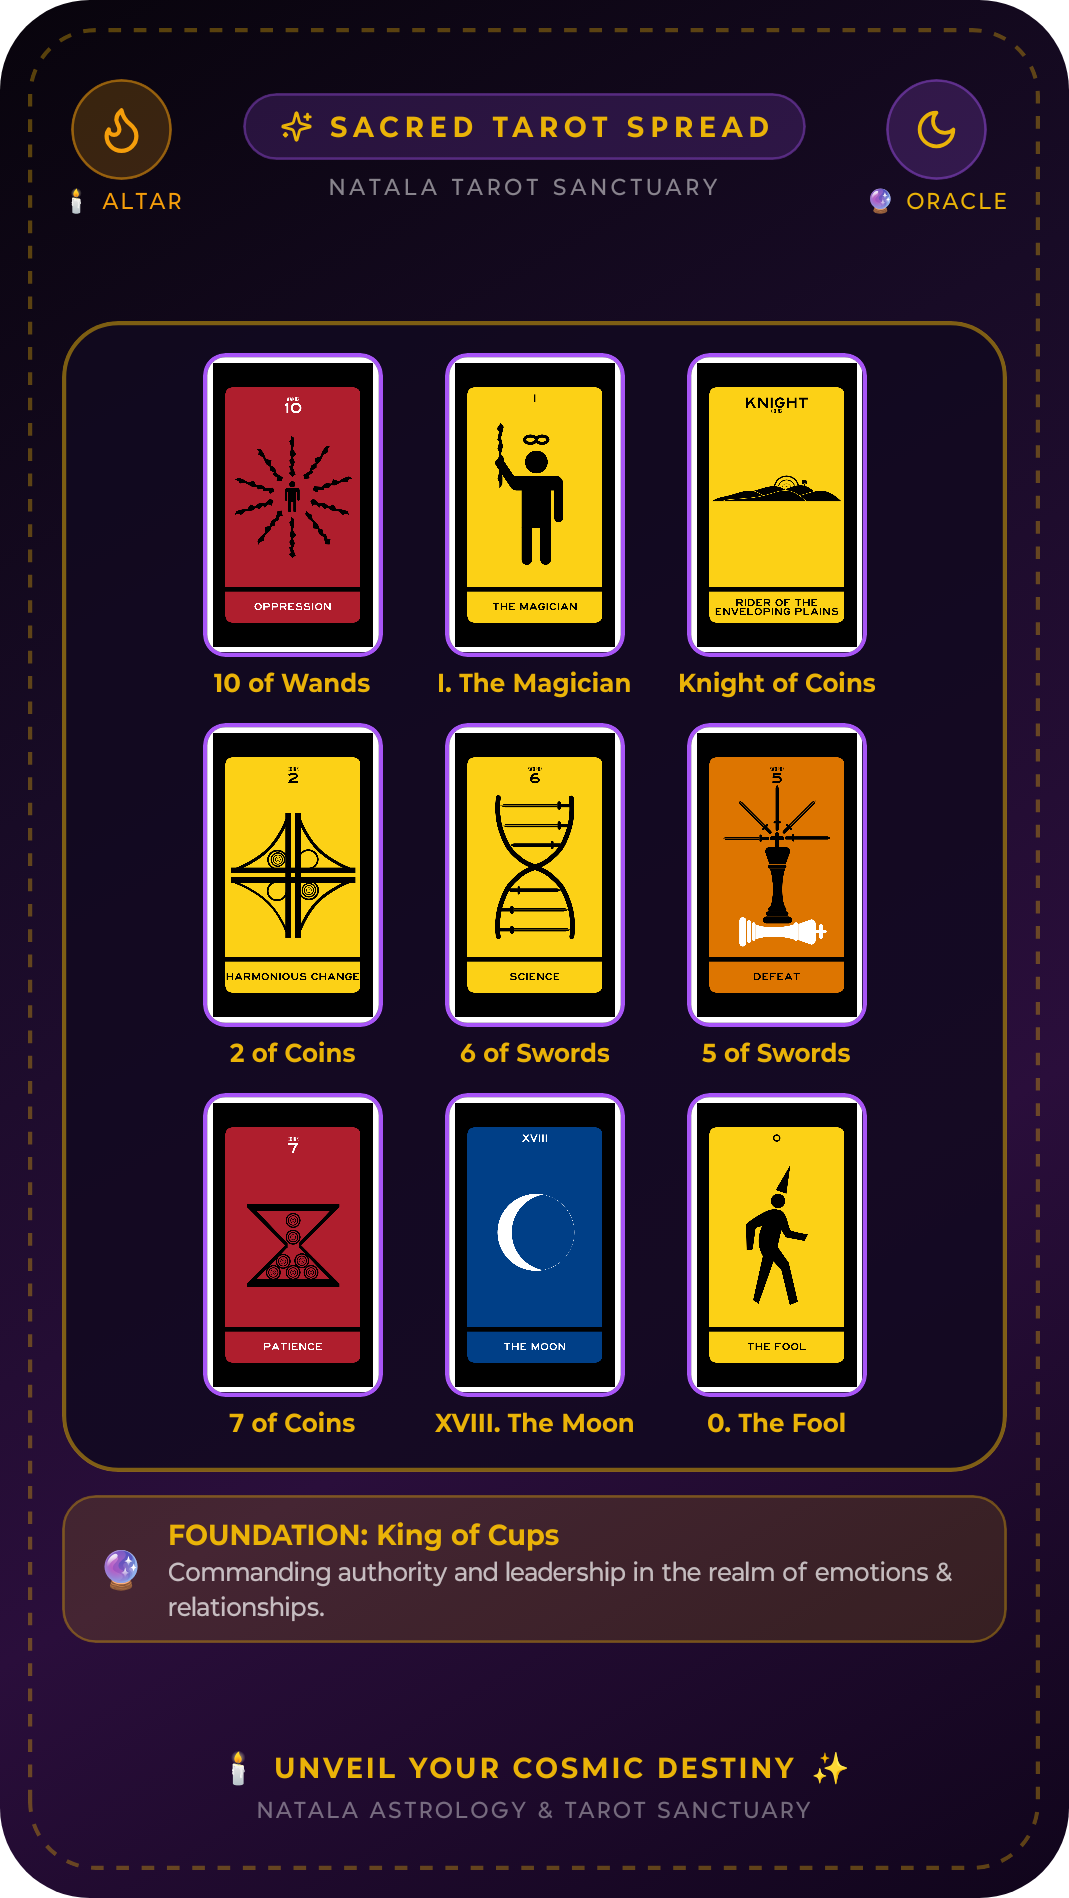 SACRED TAROT SPREAD
NATALA TAROT SANCTUARY
ALTAR
ORACLE
10
OPPRESSION
I
THE MAGICIAN
KNIGHT
RIDER OF THE
ENVELOPING PLAINS
10 of Wands
I. The Magician
Knight of Coins
2
HARMONIOUS CHANGE
6
SCIENCE
5
DEFEAT
2 of Coins
6 of Swords
5 of Swords
7
PATIENCE
XVIII
THE MOON
0
THE FOOL
7 of Coins
XVIII. The Moon
0. The Fool
FOUNDATION: King of Cups
Commanding authority and leadership in the realm of emotions &
relationships.
UNVEIL YOUR COSMIC DESTINY
NATALA ASTROLOGY & TAROT SANCTUARY